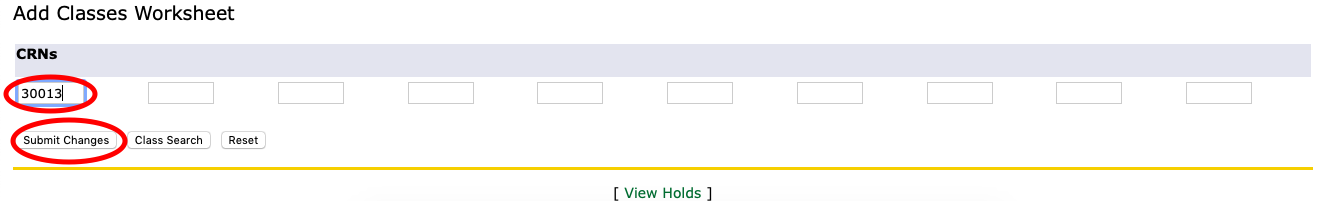 Add Classes Worksheet
CRNs
30013
Submit Changes Class Search Reset
[ View Holds ]